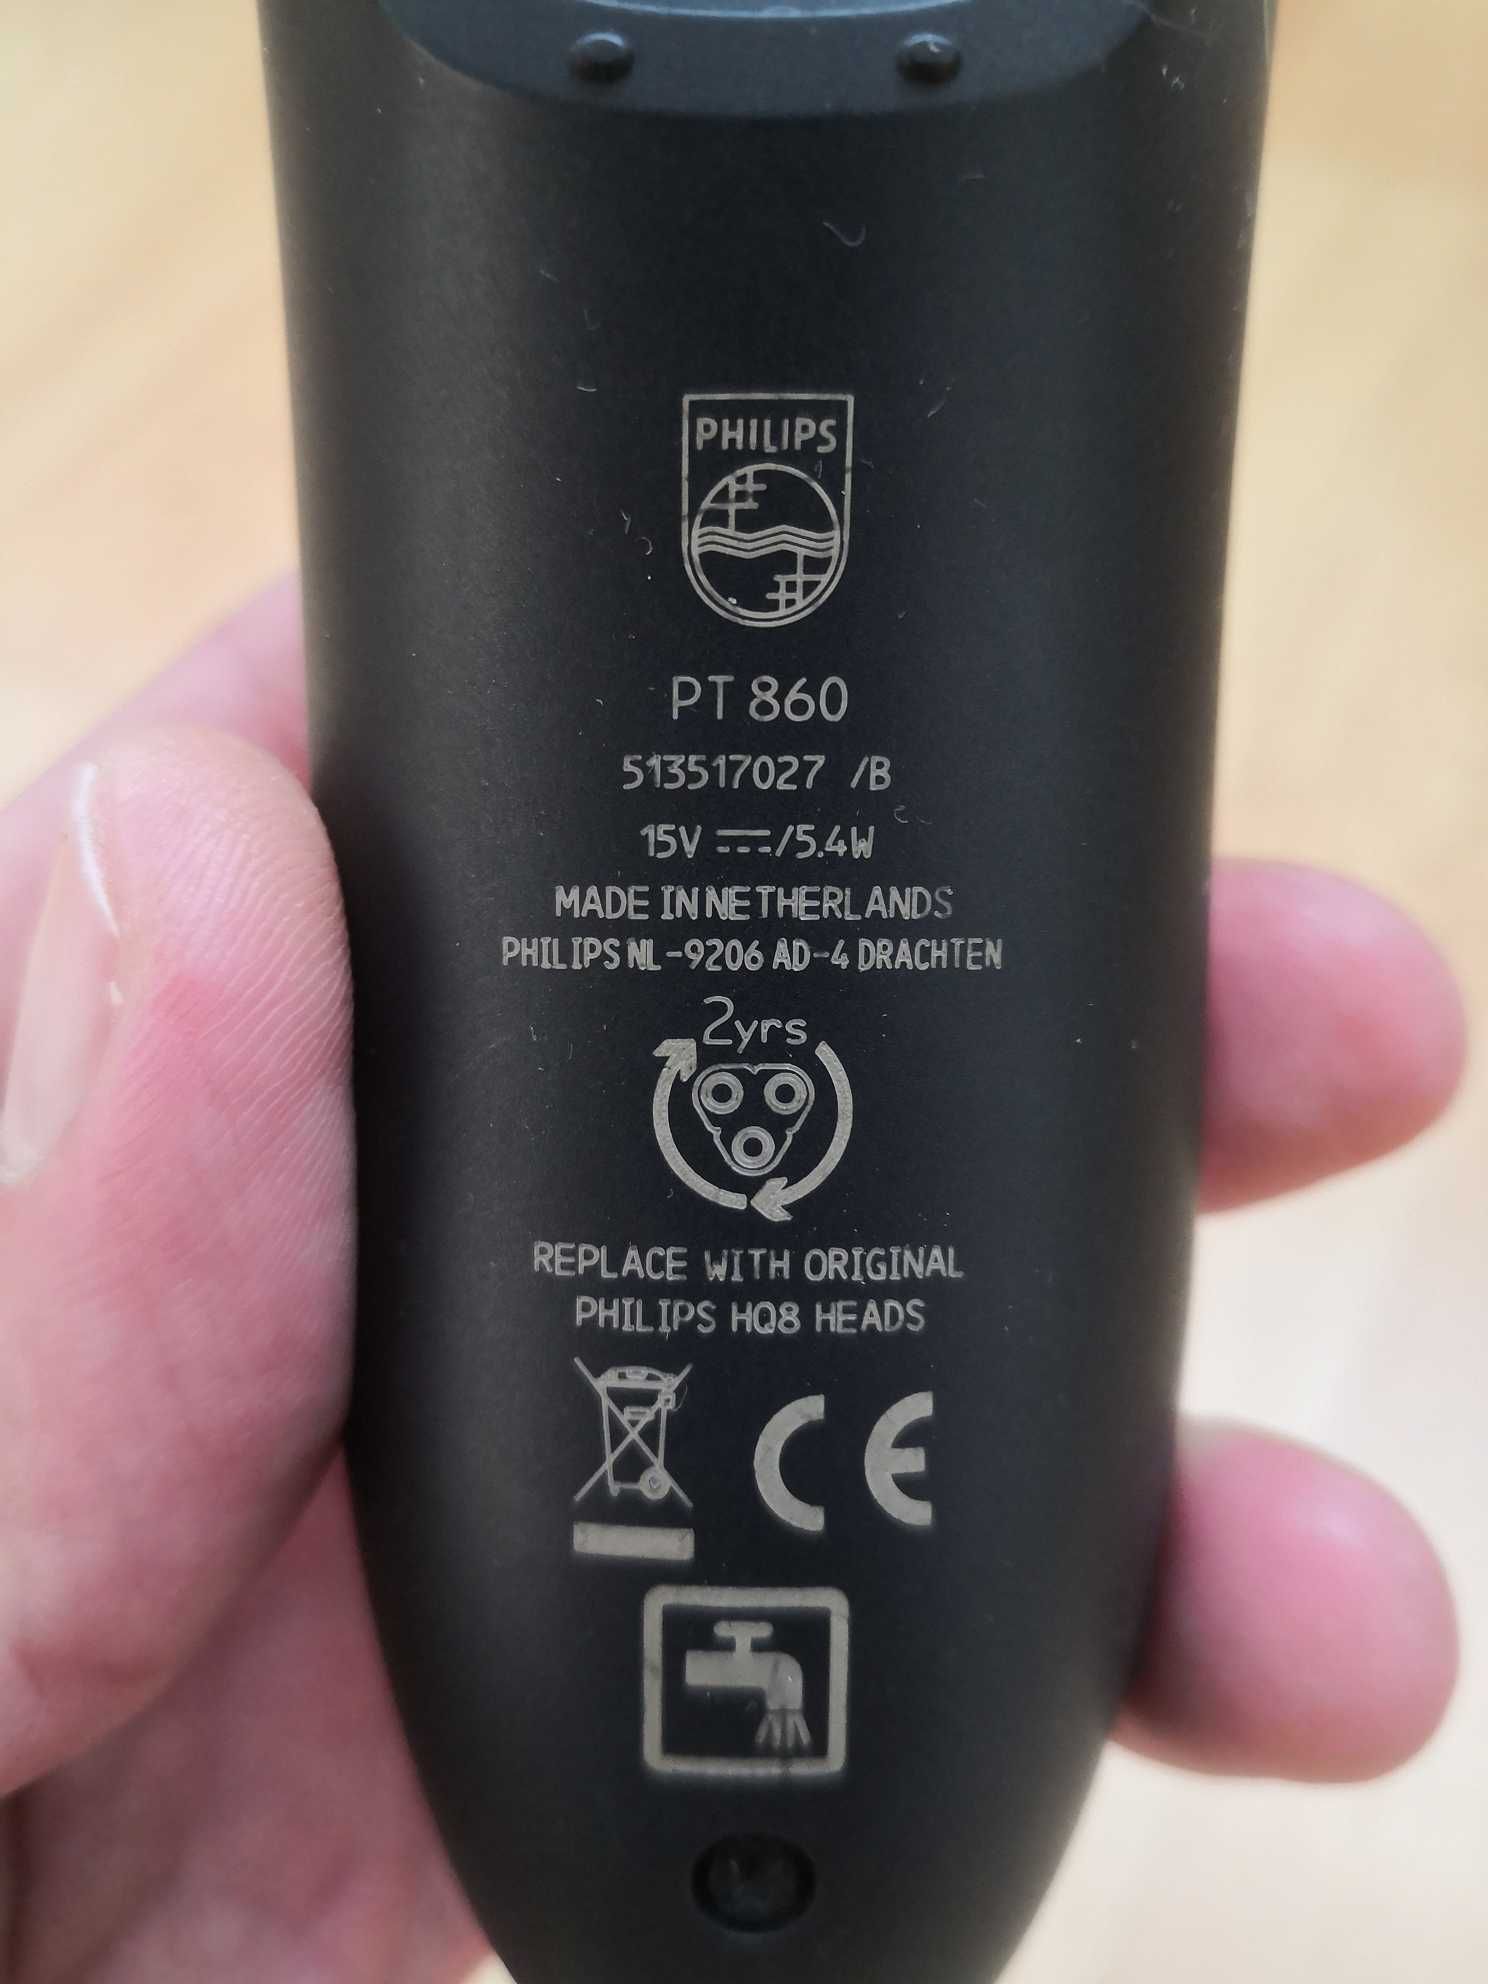 PHILIPS
PT 860
513517027 /B
15V ⎓/5.4W
MADE IN NETHERLANDS
PHILIPS NL-9206 AD-4 DRACHTEN
2yrs
REPLACE WITH ORIGINAL
PHILIPS HQ8 HEADS
CE